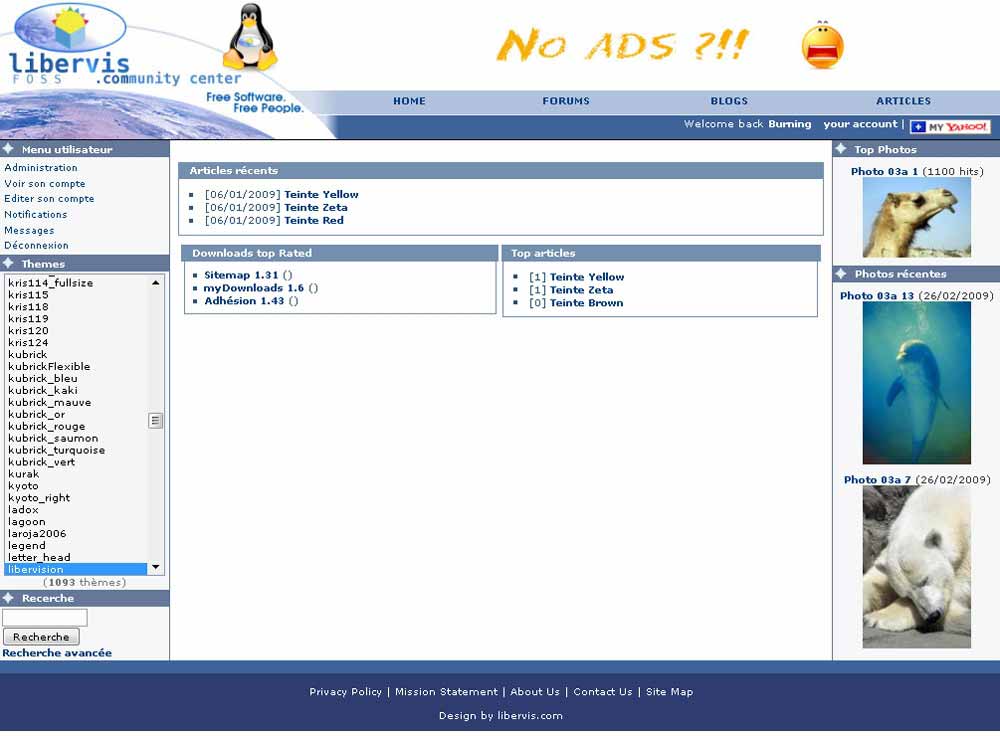 libervis
FOSS .community center
Free Software.
Free People.
No ADS ?!!
HOME FORUMS BLOGS ARTICLES
Welcome back Burning your account | MY YAHOO!
Menu utilisateur
Administration
Voir son compte
Editer son compte
Notifications
Messages
Déconnexion
Themes
kris114_fullsize
kris115
kris118
kris119
kris120
kris124
kubrick
kubrickFlexible
kubrick_bleu
kubrick_kaki
kubrick_mauve
kubrick_or
kubrick_rouge
kubrick_saumon
kubrick_turquoise
kubrick_vert
kurak
kyoto
kyoto_right
ladox
lagoon
laroja2006
legend
letter_head
libervision
(1093 thèmes)
Recerche
Recherche
Recherche avancée
Articles récents
[06/01/2009] Teinte Yellow
[06/01/2009] Teinte Zeta
[06/01/2009] Teinte Red
Downloads top Rated
Sitemap 1.31 ()
myDownloads 1.6 ()
Adhésion 1.43 ()
Top articles
[1] Teinte Yellow
[1] Teinte Zeta
[0] Teinte Brown
Top Photos
Photo 03a 1 (1100 hits)
Photos récentes
Photo 03a 13 (26/02/2009)
Photo 03a 7 (26/02/2009)
Privacy Policy | Mission Statement | About Us | Contact Us | Site Map
Design by libervis.com